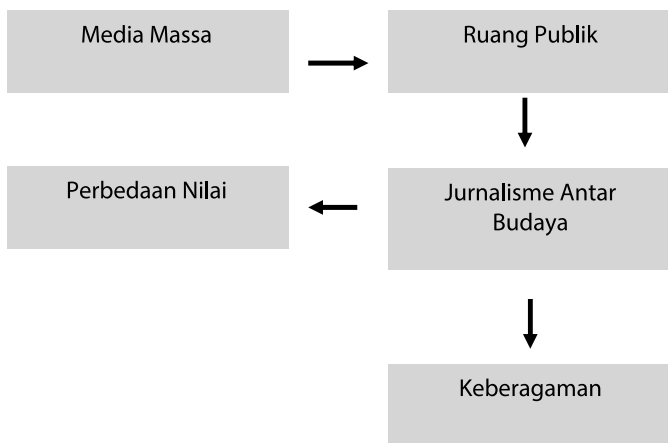 Media Massa
Ruang Publik
Perbedaan Nilai
Jurnalisme Antar
Budaya
Keberagaman